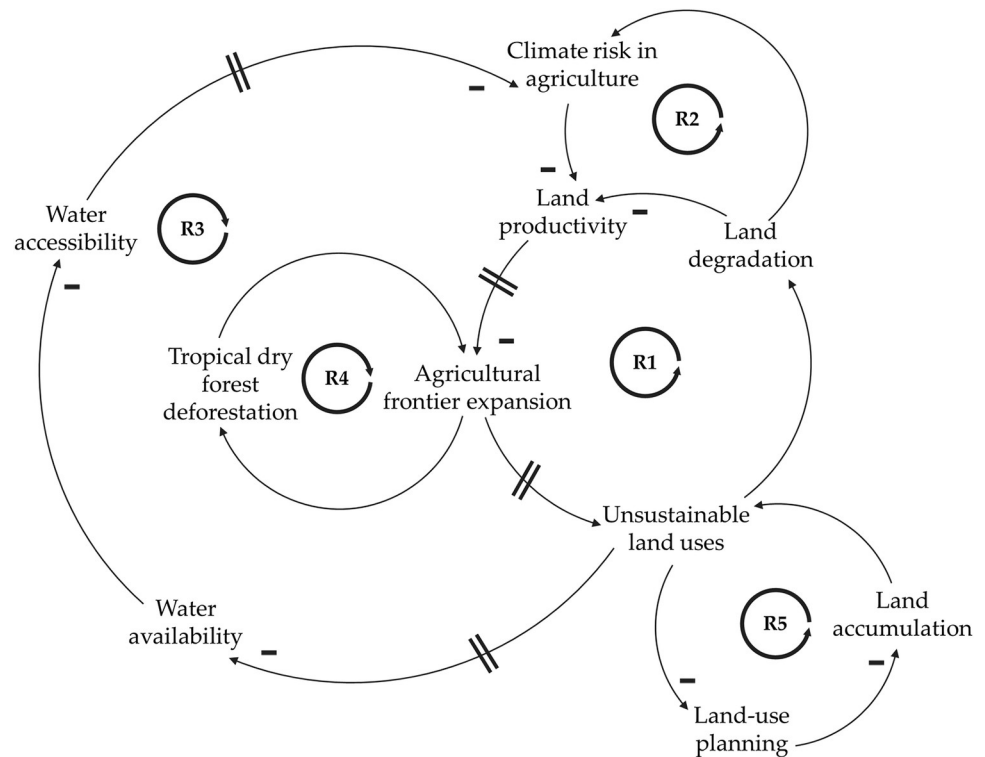 Climate risk in
agriculture
R2
Land
productivity
Land
degradation
Water
accessibility
R3
R1
Tropical dry
forest
deforestation
R4
Agricultural
frontier expansion
Unsustainable
land uses
Water
availability
R5
Land
accumulation
Land-use
planning